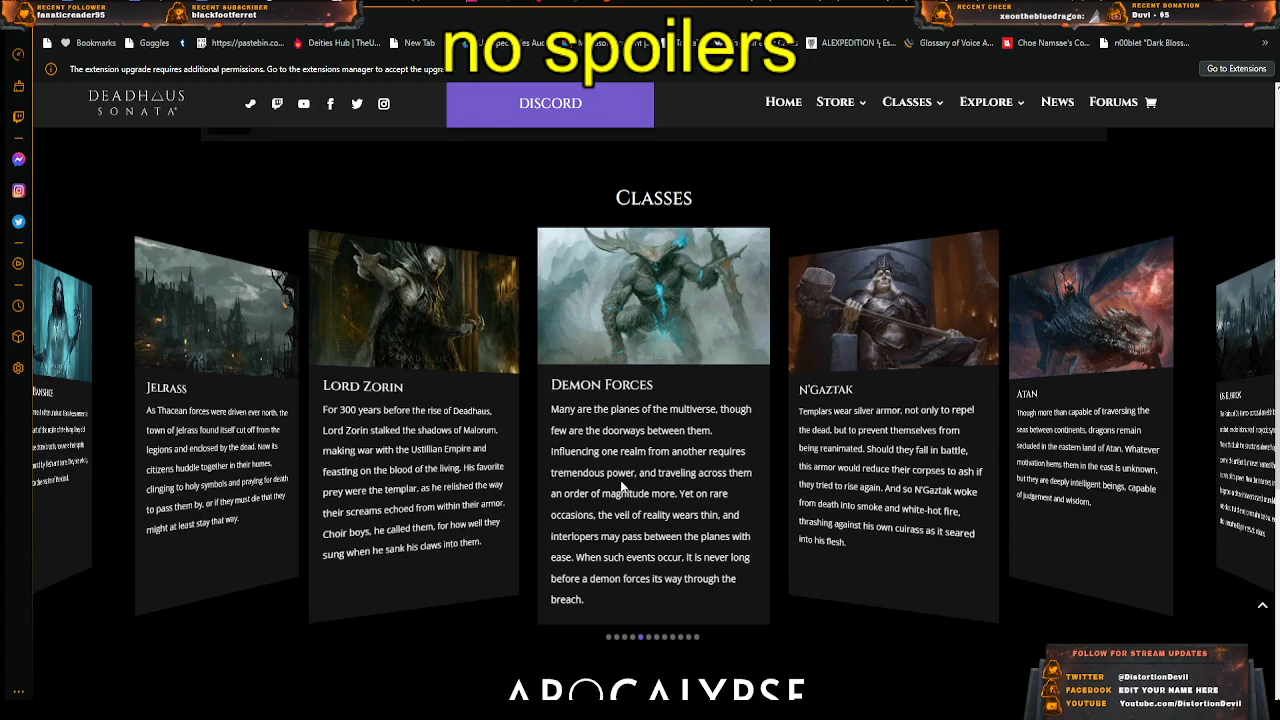 RECENT FOLLOWER
fanaticreader95
RECENT SUBSCRIBER
blackfootferret
RECENT CHEER
xeonthebluedragon:
RECENT DONATION
Duvi - 65
no spoilers
Bookmarks
Goggles
https://pastebin.co...
Deities Hub | TheU...
New Tab
ALEXPEDITION
Glossary of Voice A...
Choe Namsae's Co...
n00blet "Dark Bloss...
The extension upgrade requires additional permissions. Go to the extensions manager to accept the
Go to Extensions
DEADHAUS
SONATA
DISCORD
HOME
STORE
CLASSES
EXPLORE
NEWS
FORUMS
CLASSES
BANSHEE
JELRASS
As Thacean forces were driven ever north, the
town of Jelrass found itself cut off from the
legions and enclosed by the dead. Now its
citizens huddle together in their homes,
clinging to holy symbols and praying for death
to pass them by, or if they must die that they
might at least stay that way.
LORD ZORIN
For 300 years before the rise of Deadhaus,
Lord Zorin stalked the shadows of Malorum,
making war with the Ustillian Empire and
feasting on the blood of the living. His favorite
prey were the templar, as he relished the way
their screams echoed from within their armor.
Choir boys, he called them, for how well they
sung when he sank his claws into them.
DEMON FORCES
Many are the planes of the multiverse, though
few are the doorways between them.
Influencing one realm from another requires
tremendous power, and traveling across them
an order of magnitude more. Yet on rare
occasions, the veil of reality wears thin, and
interlopers may pass between the planes with
ease. When such events occur, it is never long
before a demon forces its way through the
breach.
N'GAZTAK
Templars wear silver armor, not only to repel
the dead, but to prevent themselves from
being reanimated. Should they fall in battle,
this armor would reduce their corpses to ash if
they tried to rise again. And so N'Gaztak woke
from death into smoke and white-hot fire,
thrashing against his own cuirass as it seared
into his flesh.
ATAN
Though more than capable of traversing the
seas between continents, dragons remain
secluded in the eastern land of Atan. Whatever
motivation hems them in the east is unknown,
but they are deeply intelligent beings, capable
of judgement and wisdom.
APOCALYPSE
FOLLOW FOR STREAM UPDATES
TWITTER @DistortionDevil
FACEBOOK EDIT YOUR NAME HERE
YOUTUBE Youtube.com/DistortionDevil